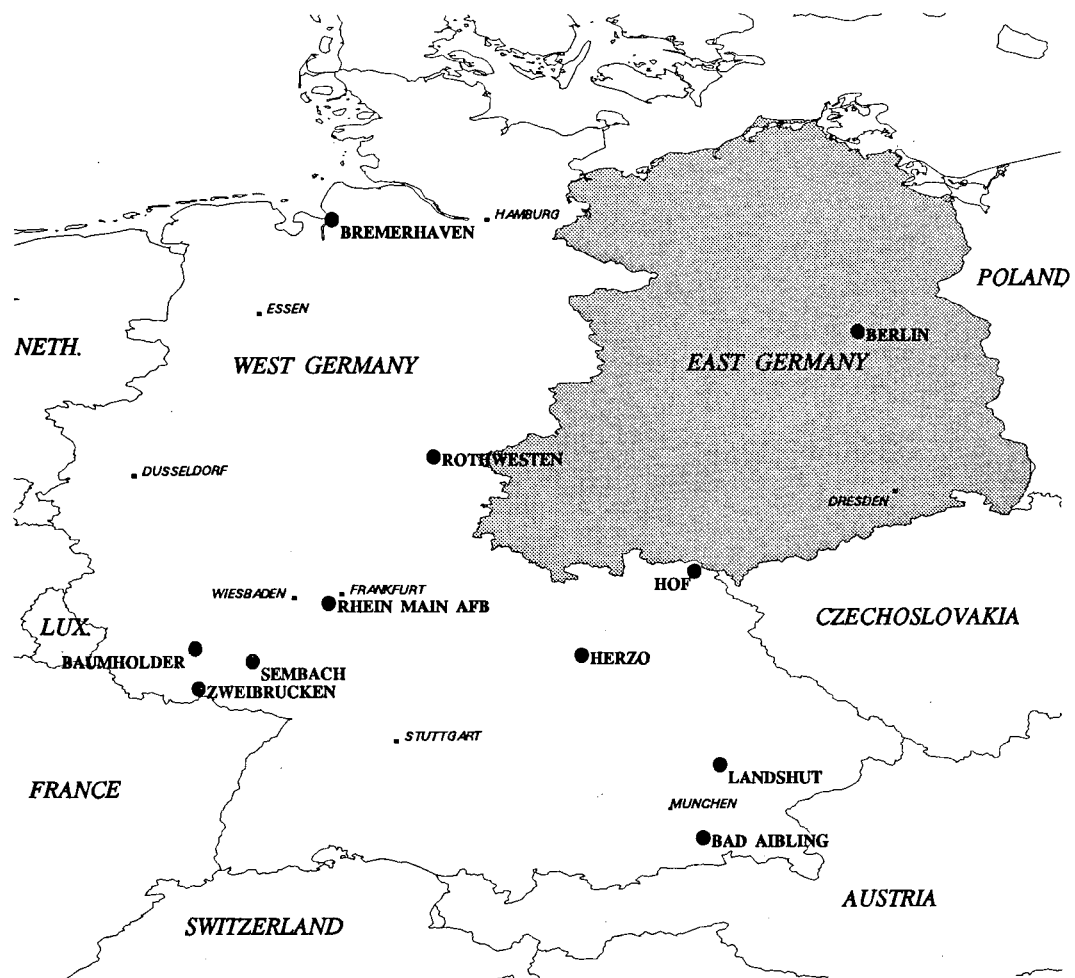 HAMBURG
BREMERHAVEN
POLAND
ESSEN
NETH.
BERLIN
WEST GERMANY
EAST GERMANY
ROTHWESTEN
DUSSELDORF
DRESDEN
HOF
WIESBADEN
FRANKFURT
RHEIN MAIN AFB
LUX.
CZECHOSLOVAKIA
BAUMHOLDER
SEMBACH
HERZO
ZWEIBRUCKEN
STUTTGART
LANDSHUT
FRANCE
MUNCHEN
BAD AIBLING
AUSTRIA
SWITZERLAND